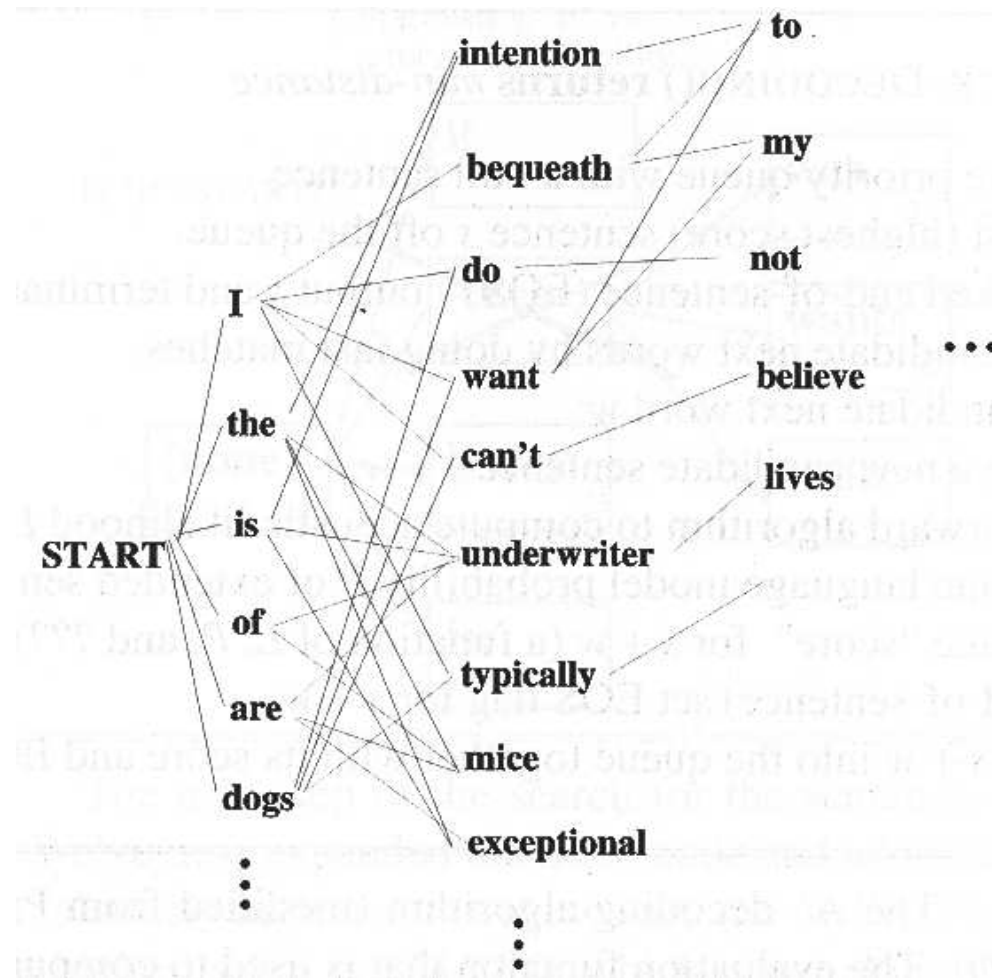 START
I
the
is
of
are
dogs
intention
bequeath
do
want
can't
underwriter
typically
mice
exceptional
to
my
not
believe
lives
...